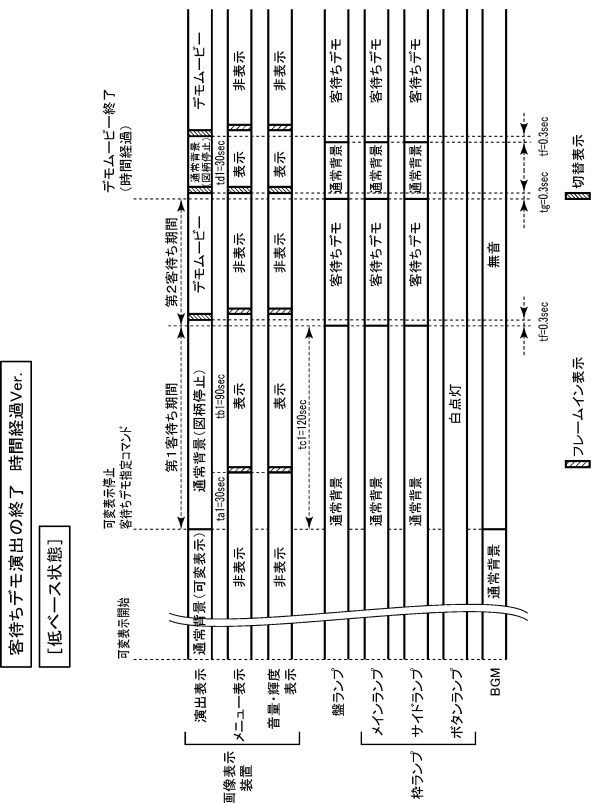 客待ちデモ演出の終了 時間経過Ver.
[低ベース状態]
可変表示開始
可変表示停止
客待ちデモ指定コマンド
デモムービー終了
(時間経過)
第1客待ち期間
第2客待ち期間
画像表示
装置
演出表示
通常背景(可変表示)
通常背景(図柄停止)
デモムービー
通常背景
(図柄停止)
デモムービー
ta1=30sec
tb1=90sec
td1=30sec
メニュー表示
非表示
表示
非表示
表示
非表示
音量・輝度
表示
非表示
表示
非表示
表示
非表示
tc1=120sec
盤ランプ
通常背景
客待ちデモ
通常背景
客待ちデモ
枠ランプ
メインランプ
通常背景
客待ちデモ
通常背景
客待ちデモ
サイドランプ
通常背景
客待ちデモ
通常背景
客待ちデモ
ボタンランプ
白点灯
BGM
通常背景
無音
tf=0.3sec
tg=0.3sec
tf=0.3sec
フレームイン表示
切替表示